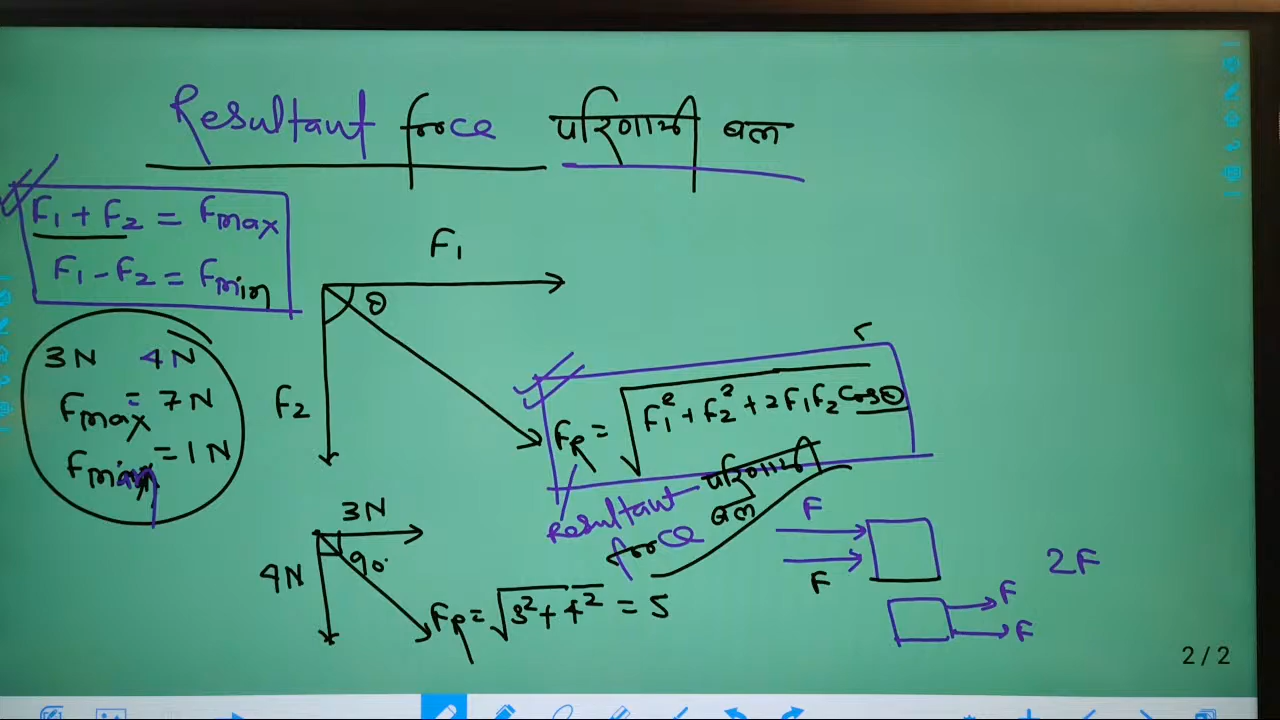 Resultant force परिणामी बल
F₁ + F₂ = Fmax
F₁ - F₂ = Fmin
F₁
θ
F₂
3N 4N
Fmax = 7N
Fmin = 1N
FR = √F₁² + F₂² + 2F₁F₂ Cosθ
Resultant force
परिणामी बल
3N
4N
90°
FR = √3² + 4² = 5
F
F
2F
F
F
2/2